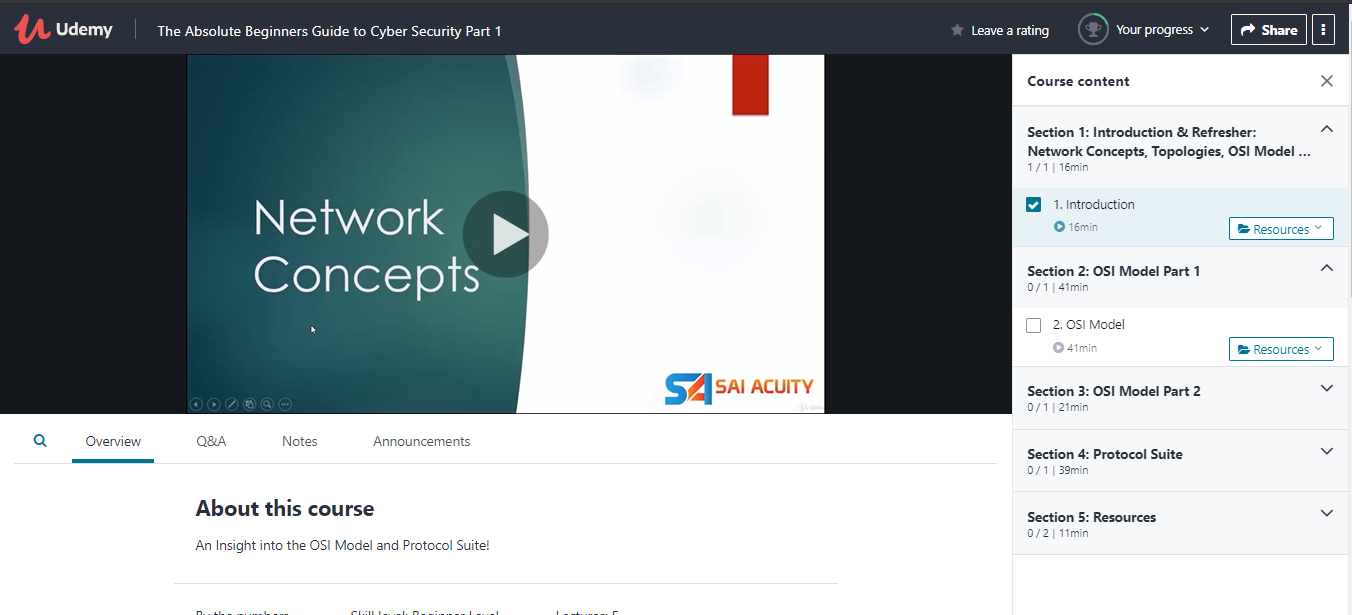 Udemy
The Absolute Beginners Guide to Cyber Security Part 1
Leave a rating
Your progress
Share
Network
Concepts
SAI ACUITY
Overview
Q&A
Notes
Announcements
About this course
An Insight into the OSI Model and Protocol Suite!
By the numbers
Skill level: Beginner Level
Lectures: 5
Course content
Section 1: Introduction & Refresher:
Network Concepts, Topologies, OSI Model ...
1 / 1 | 16min
1. Introduction
16min
Resources
Section 2: OSI Model Part 1
0 / 1 | 41min
2. OSI Model
41min
Resources
Section 3: OSI Model Part 2
0 / 1 | 21min
Section 4: Protocol Suite
0 / 1 | 39min
Section 5: Resources
0 / 2 | 11min